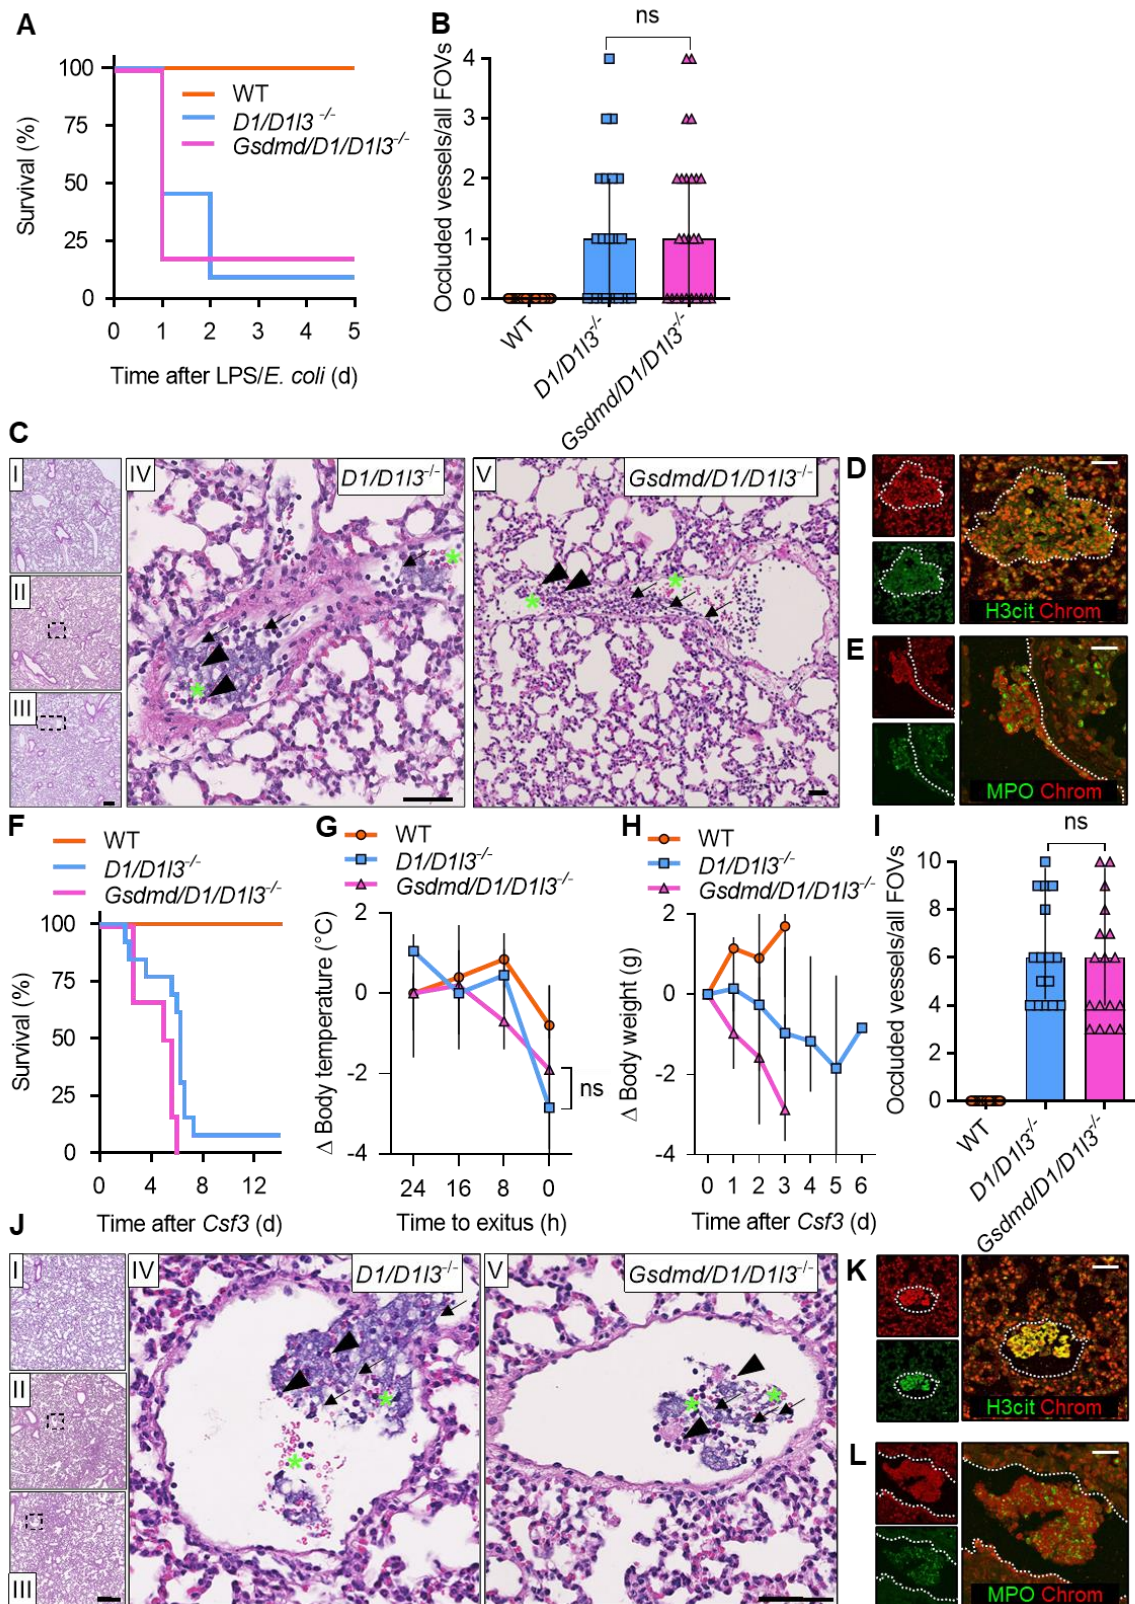 A
100
75
50
25
0
Survival (%)
WT
D1/D1l3 -/-
Gsdmd/D1/D1l3-/-
0 1 2 3 4 5
Time after LPS/E. coli (d)
B
ns
4
3
2
1
0
Occluded vessels/all FOVs
WT
D1/D1l3-/-
Gsdmd/D1/D1l3-/-
C
I
II
III
IV
D1/D1l3-/-
V
Gsdmd/D1/D1l3-/-
D
H3cit Chrom
E
MPO Chrom
F
WT
D1/D1l3-/-
Gsdmd/D1/D1l3-/-
100
75
50
25
0
Survival (%)
0 4 8 12
Time after Csf3 (d)
G
WT
D1/D1l3-/-
Gsdmd/D1/D1l3-/-
2
0
-2
-4
Δ Body temperature (°C)
ns
24 16 8 0
Time to exitus (h)
H
WT
D1/D1l3-/-
Gsdmd/D1/D1l3-/-
2
0
-2
-4
Δ Body weight (g)
0 1 2 3 4 5 6
Time after Csf3 (d)
I
ns
10
8
6
4
2
0
Occluded vessels/all FOVs
WT
D1/D1l3-/-
Gsdmd/D1/D1l3-/-
J
I
II
III
IV
D1/D1l3-/-
V
Gsdmd/D1/D1l3-/-
K
H3cit Chrom
L
MPO Chrom